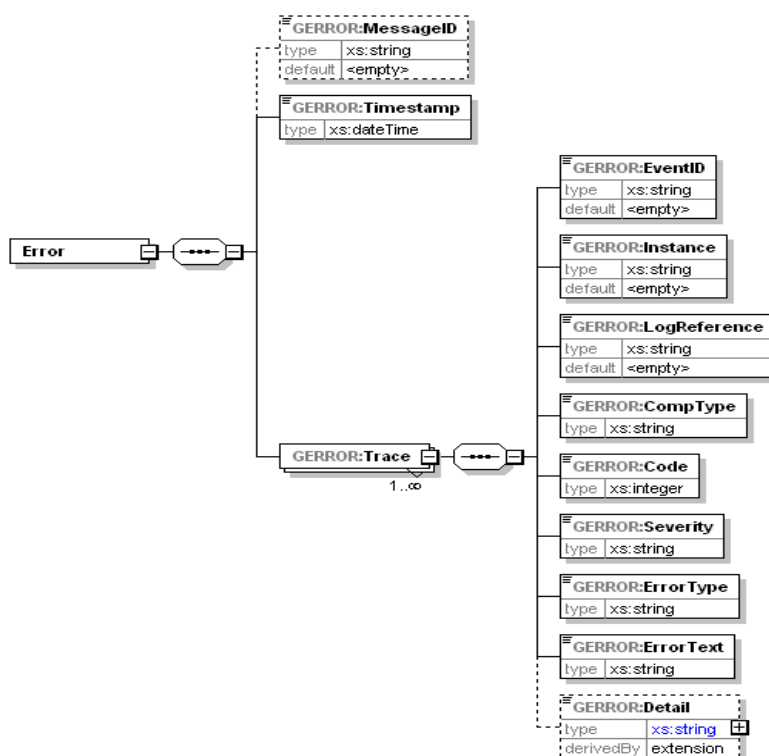 GERROR:MessageID
type xs:string
default <empty>
GERROR:Timestamp
type xs:dateTime
Error
GERROR:Trace
1..∞
GERROR:EventID
type xs:string
default <empty>
GERROR:Instance
type xs:string
default <empty>
GERROR:LogReference
type xs:string
default <empty>
GERROR:CompType
type xs:string
GERROR:Code
type xs:integer
GERROR:Severity
type xs:string
GERROR:ErrorType
type xs:string
GERROR:ErrorText
type xs:string
GERROR:Detail
type xs:string
derivedBy extension